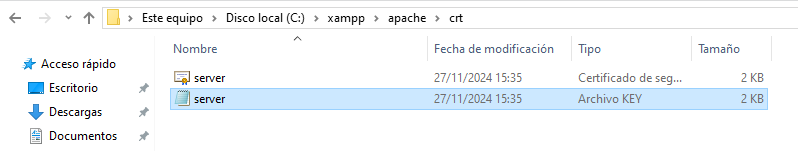 Este equipo > Disco local (C:) > xampp > apache > crt
Acceso rápido
Escritorio
Descargas
Documentos
Nombre Fecha de modificación Tipo Tamaño
server 27/11/2024 15:35 Certificado de seg... 2 KB
server 27/11/2024 15:35 Archivo KEY 2 KB